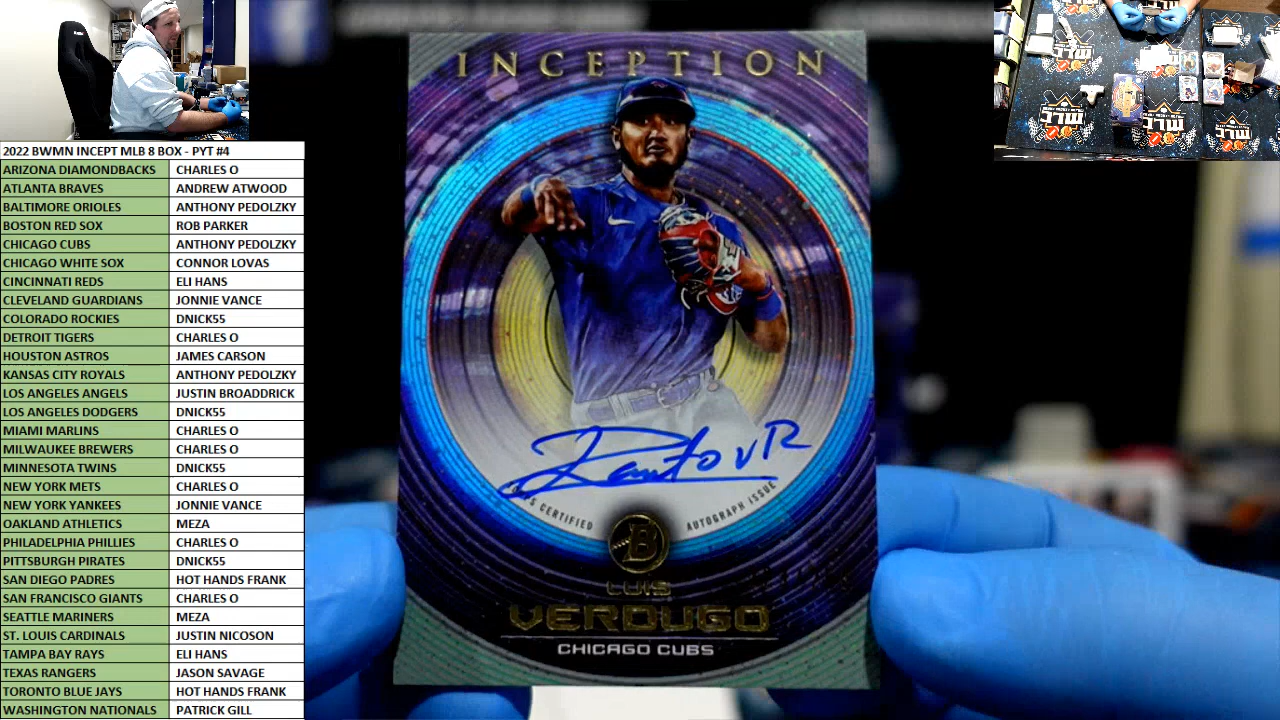 2022 BWMN INCEPT MLB 8 BOX - PYT #4
ARIZONA DIAMONDBACKS CHARLES O
ATLANTA BRAVES ANDREW ATWOOD
BALTIMORE ORIOLES ANTHONY PEDOLZKY
BOSTON RED SOX ROB PARKER
CHICAGO CUBS ANTHONY PEDOLZKY
CHICAGO WHITE SOX CONNOR LOVAS
CINCINNATI REDS ELI HANS
CLEVELAND GUARDIANS JONNIE VANCE
COLORADO ROCKIES DNICK55
DETROIT TIGERS CHARLES O
HOUSTON ASTROS JAMES CARSON
KANSAS CITY ROYALS ANTHONY PEDOLZKY
LOS ANGELES ANGELS JUSTIN BROADDRICK
LOS ANGELES DODGERS DNICK55
MIAMI MARLINS CHARLES O
MILWAUKEE BREWERS CHARLES O
MINNESOTA TWINS DNICK55
NEW YORK METS CHARLES O
NEW YORK YANKEES JONNIE VANCE
OAKLAND ATHLETICS MEZA
PHILADELPHIA PHILLIES CHARLES O
PITTSBURGH PIRATES DNICK55
SAN DIEGO PADRES HOT HANDS FRANK
SAN FRANCISCO GIANTS CHARLES O
SEATTLE MARINERS MEZA
ST. LOUIS CARDINALS JUSTIN NICOSON
TAMPA BAY RAYS ELI HANS
TEXAS RANGERS JASON SAVAGE
TORONTO BLUE JAYS HOT HANDS FRANK
WASHINGTON NATIONALS PATRICK GILL
INCEPTION
CERTIFIED AUTOGRAPH ISSUE
B
LUIS
VERDUGO
CHICAGO CUBS